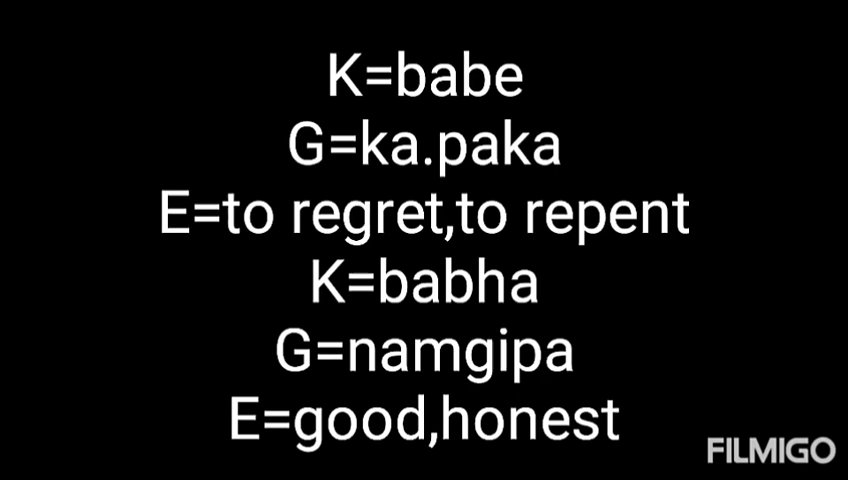 K=babe
G=ka.paka
E=to regret,to repent
K=babha
G=namgipa
E=good,honest
FILMIGO